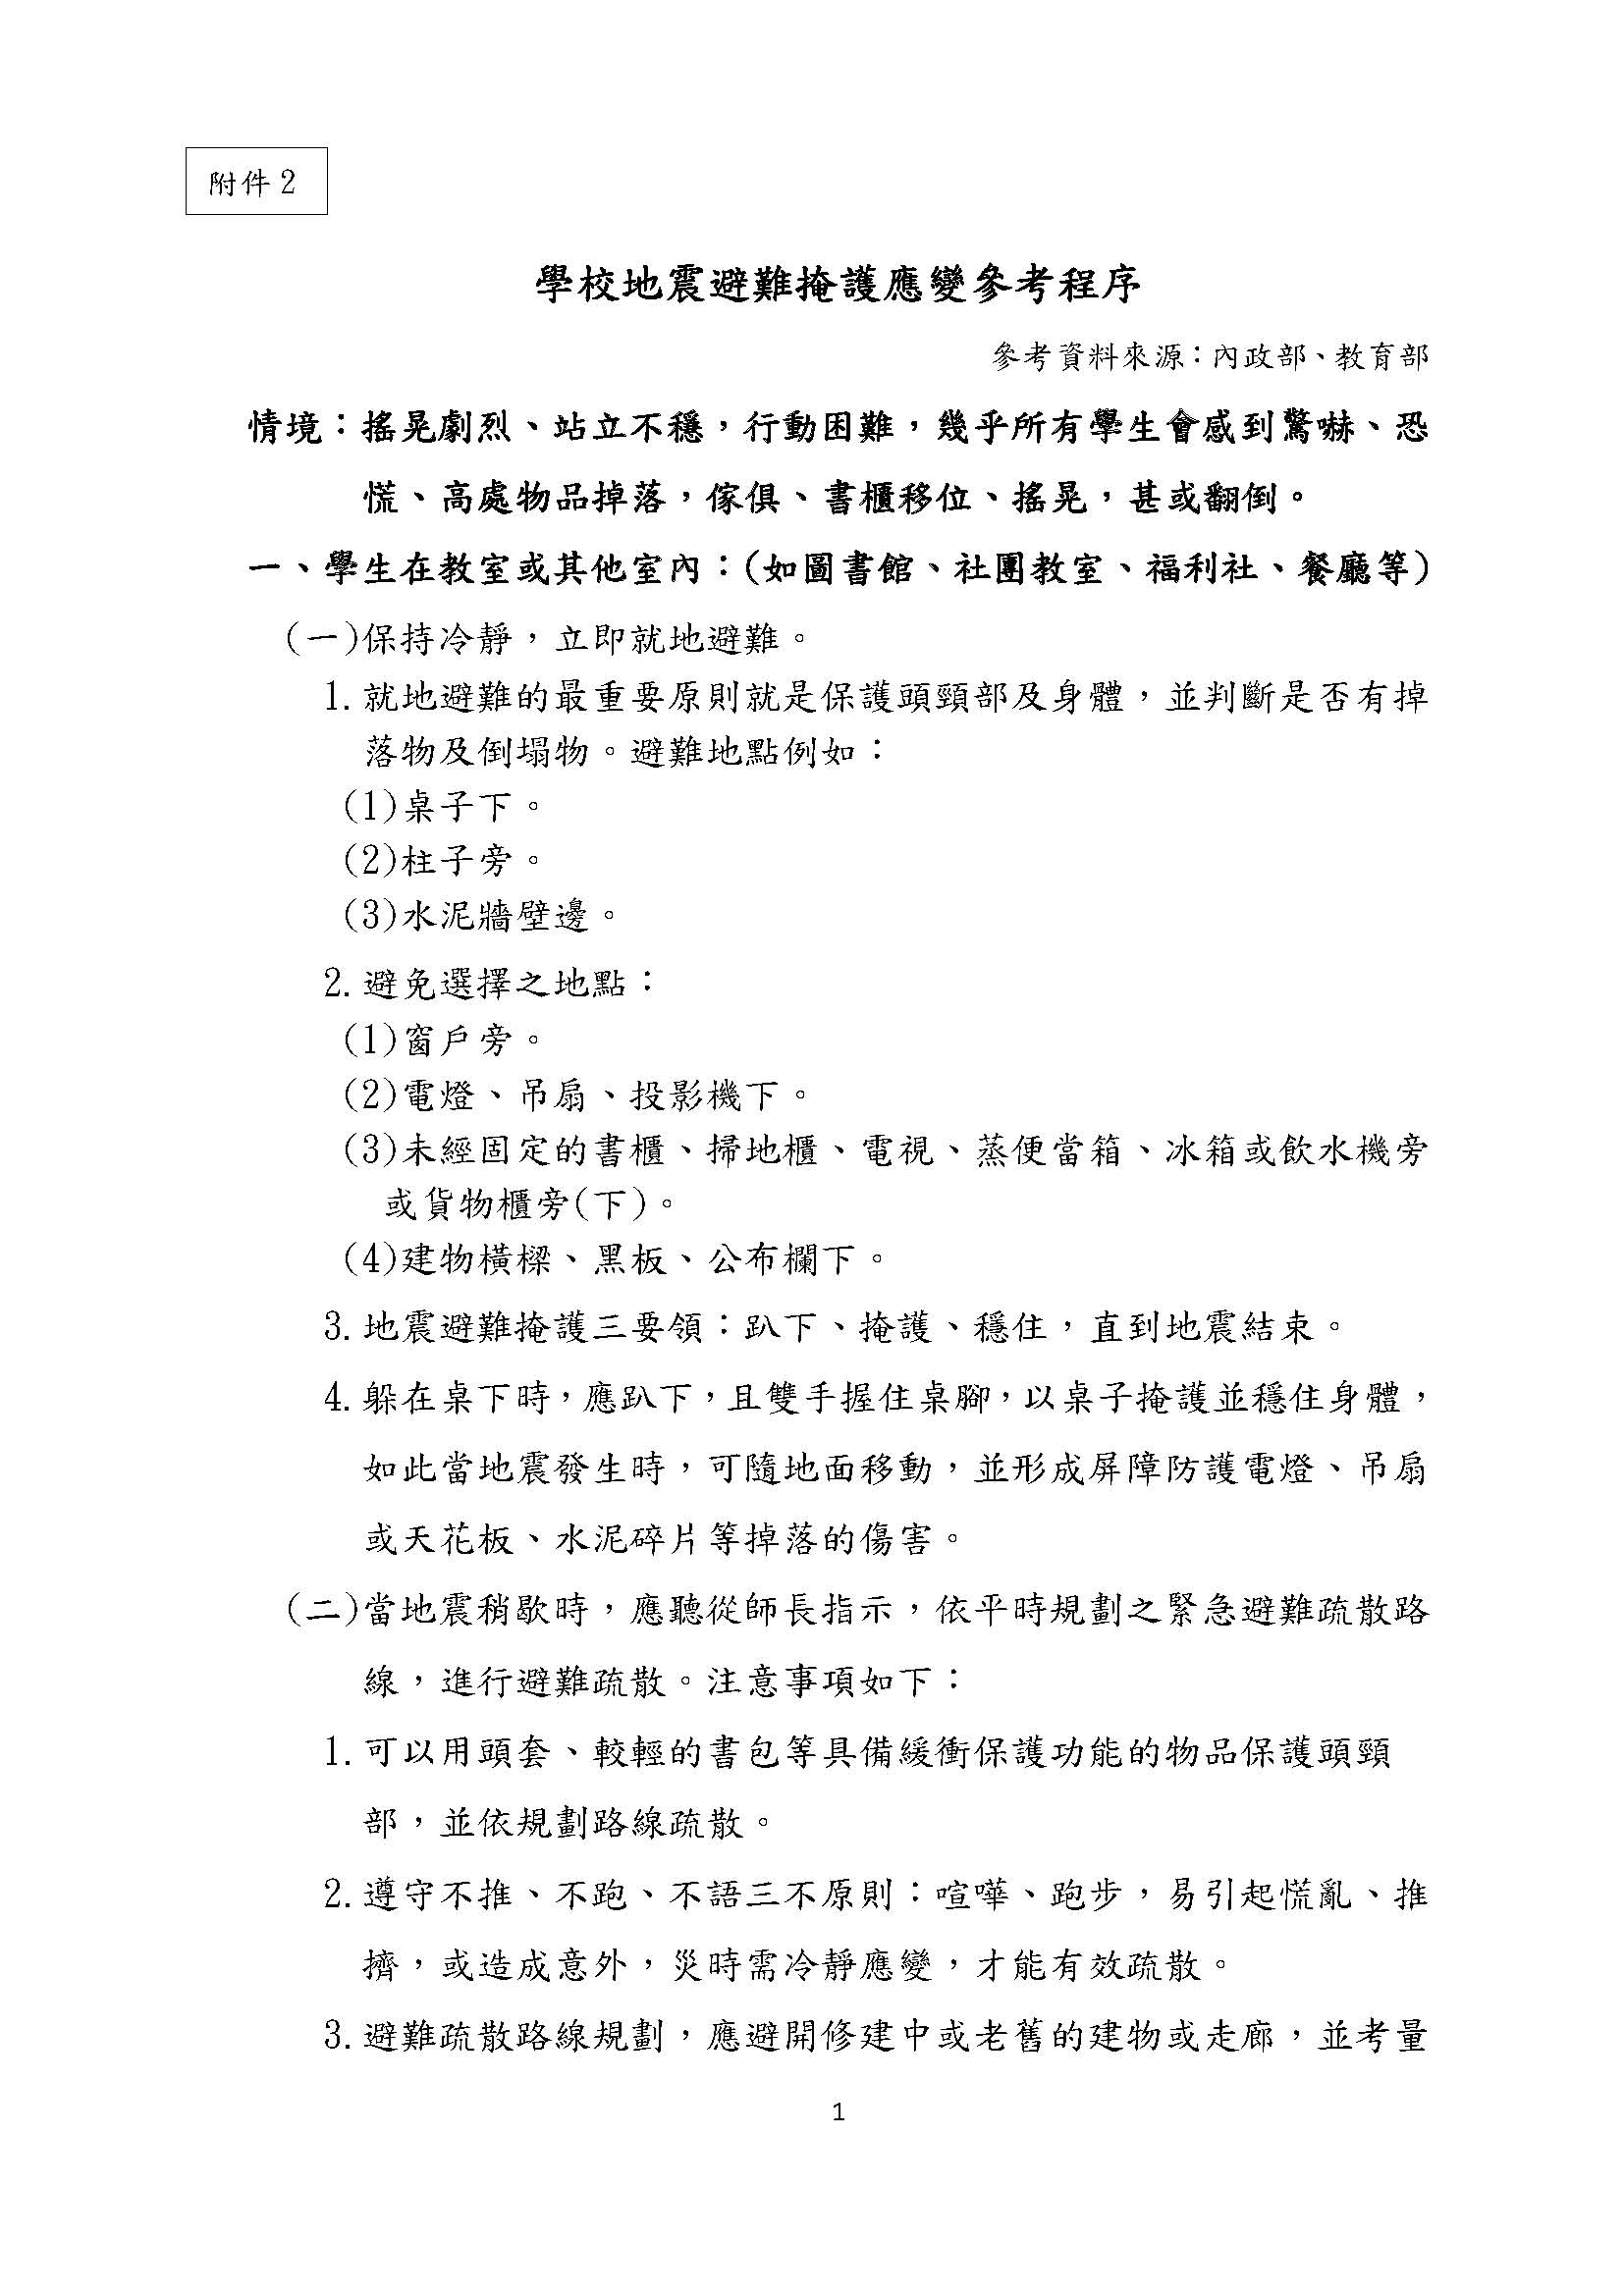 附件2
學校地震避難掩護應變參考程序
參考資料來源：內政部、教育部
情境：搖晃劇烈、站立不穩，行動困難，幾乎所有學生會感到驚嚇、恐
慌、高處物品掉落，傢俱、書櫃移位、搖晃，甚或翻倒。
一、學生在教室或其他室內：(如圖書館、社團教室、福利社、餐廳等)
(一)保持冷靜，立即就地避難。
1.就地避難的最重要原則就是保護頭頸部及身體，並判斷是否有掉
落物及倒塌物。避難地點例如：
(1)桌子下。
(2)柱子旁。
(3)水泥牆壁邊。
2.避免選擇之地點：
(1)窗戶旁。
(2)電燈、吊扇、投影機下。
(3)未經固定的書櫃、掃地櫃、電視、蒸便當箱、冰箱或飲水機旁
或貨物櫃旁(下)。
(4)建物橫樑、黑板、公布欄下。
3.地震避難掩護三要領：趴下、掩護、穩住，直到地震結束。
4.躲在桌下時，應趴下，且雙手握住桌腳，以桌子掩護並穩住身體，
如此當地震發生時，可隨地面移動，並形成屏障防護電燈、吊扇
或天花板、水泥碎片等掉落的傷害。
(二)當地震稍歇時，應聽從師長指示，依平時規劃之緊急避難疏散路
線，進行避難疏散。注意事項如下：
1.可以用頭套、較輕的書包等具備緩衝保護功能的物品保護頭頸
部，並依規劃路線疏散。
2.遵守不推、不跑、不語三不原則：喧嘩、跑步，易引起慌亂、推
擠，或造成意外，災時需冷靜應變，才能有效疏散。
3.避難疏散路線規劃，應避開修建中或老舊的建物或走廊，並考量
1